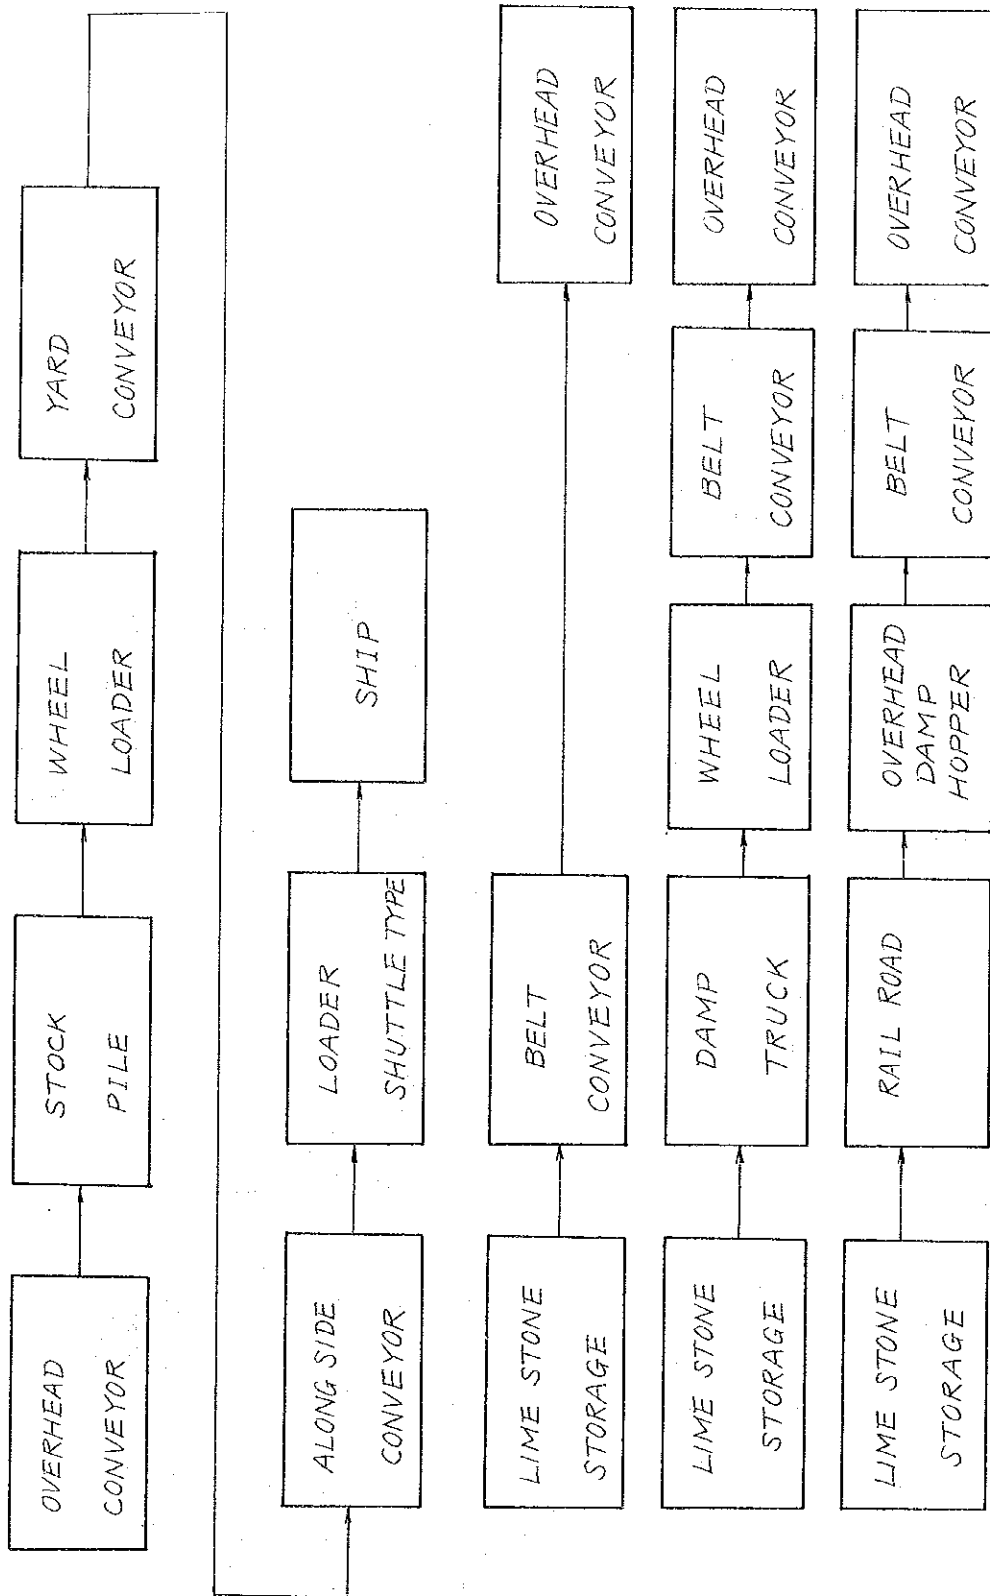 OVERHEAD
CONVEYOR
STOCK
PILE
WHEEL
LOADER
YARD
CONVEYOR
ALONG SIDE
CONVEYOR
LOADER
SHUTTLE TYPE
SHIP
LIME STONE
STORAGE
BELT
CONVEYOR
OVERHEAD
CONVEYOR
LIME STONE
STORAGE
DAMP
TRUCK
WHEEL
LOADER
BELT
CONVEYOR
OVERHEAD
CONVEYOR
LIME STONE
STORAGE
RAIL ROAD
OVERHEAD
DAMP
HOPPER
BELT
CONVEYOR
OVERHEAD
CONVEYOR